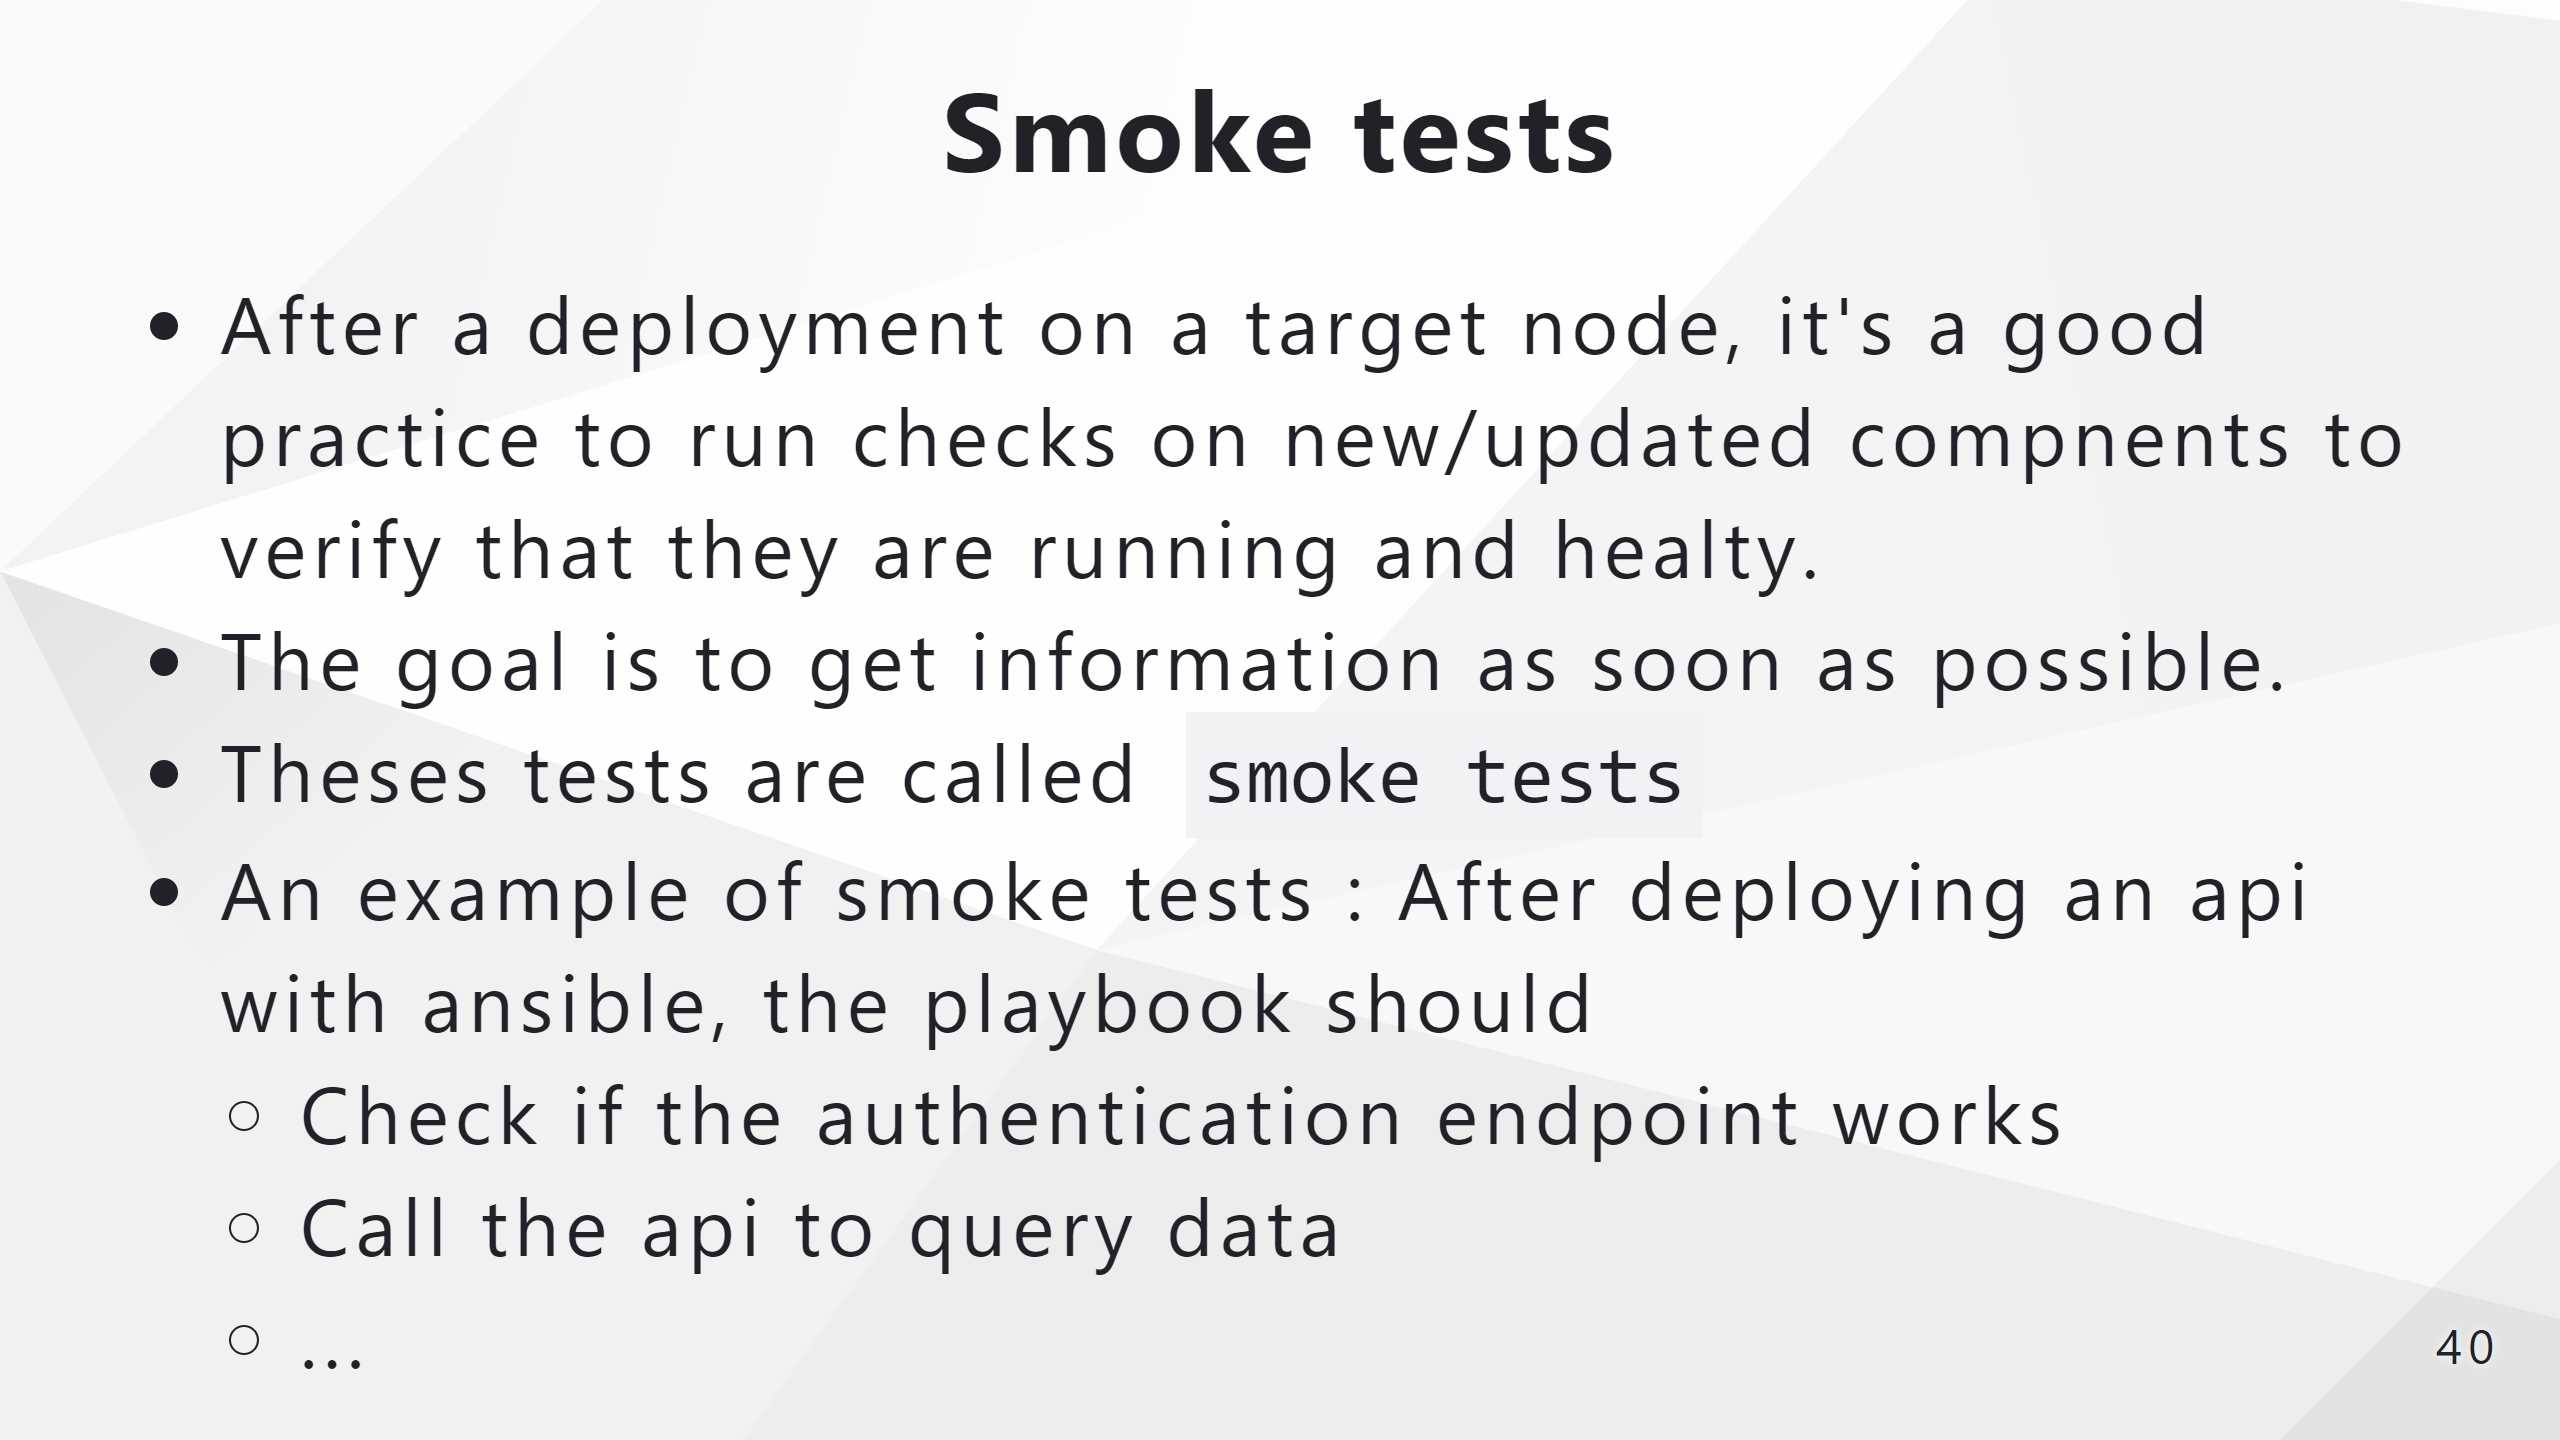 Smoke tests
• After a deployment on a target node, it's a good
practice to run checks on new/updated compnents to
verify that they are running and healty.
• The goal is to get information as soon as possible.
• Theses tests are called smoke tests
• An example of smoke tests : After deploying an api
with ansible, the playbook should
○ Check if the authentication endpoint works
○ Call the api to query data
○ ...
40